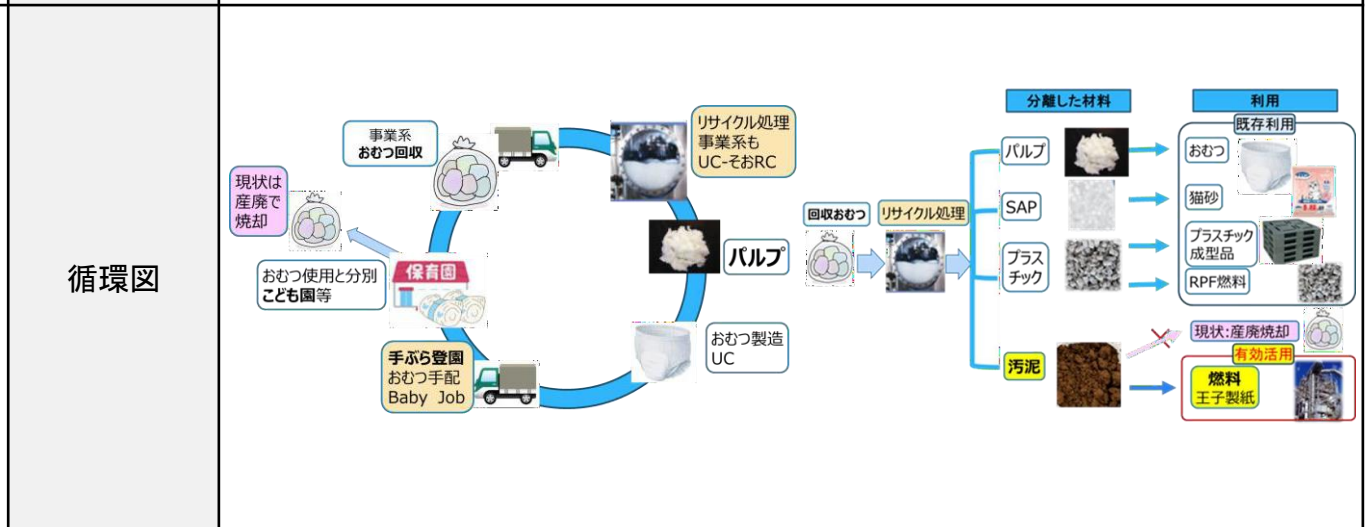 循環図
事業系
おむつ回収
リサイクル処理
事業系も
UC-そおRC
現状は
産廃で
焼却
パルプ
おむつ使用と分別
こども園等
保育園
おむつ製造
UC
手ぶら登園
おむつ手配
Baby Job
回収おむつ
リサイクル処理
分離した材料
利用
既存利用
パルプ
おむつ
SAP
猫砂
プラス
チック
プラスチック
成型品
RPF燃料
現状:産廃焼却
汚泥
有効活用
燃料
王子製紙